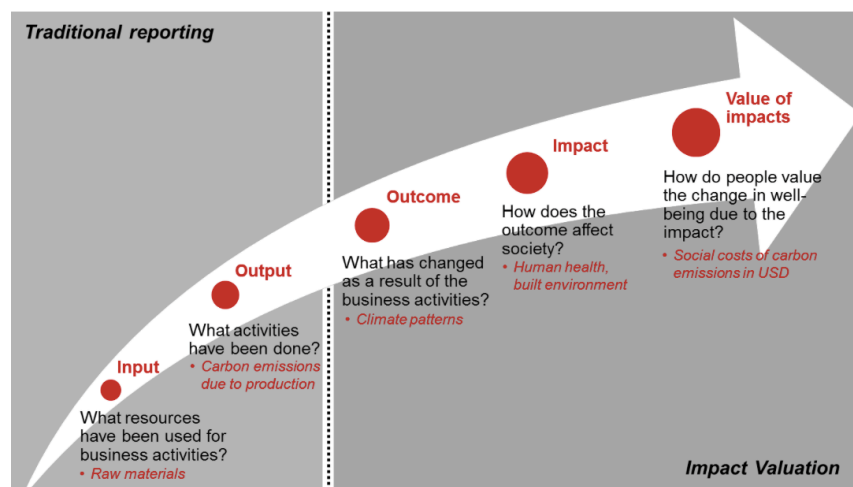 Traditional reporting
Input
What resources
have been used for
business activities?
• Raw materials
Output
What activities
have been done?
• Carbon emissions
due to production
Outcome
What has changed
as a result of the
business activities?
• Climate patterns
Impact
How does the
outcome affect
society?
• Human health,
built environment
Value of
impacts
How do people value
the change in well-
being due to the
impact?
• Social costs of carbon
emissions in USD
Impact Valuation